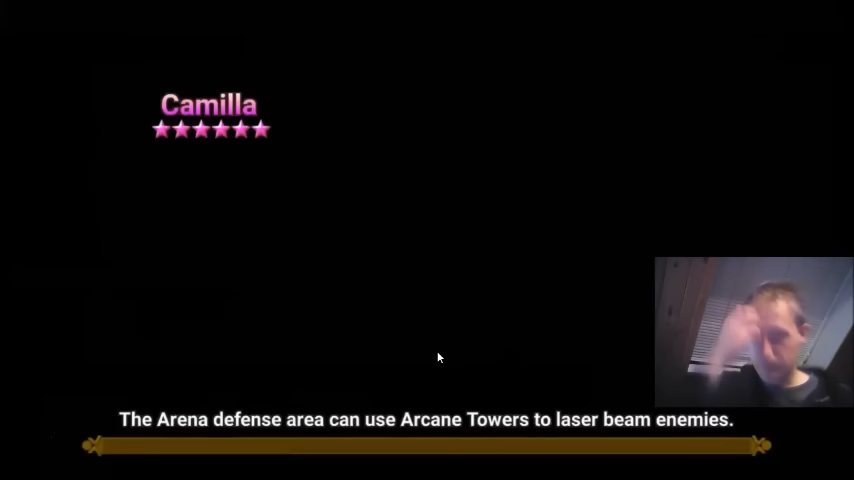 Camilla
The Arena defense area can use Arcane Towers to laser beam enemies.